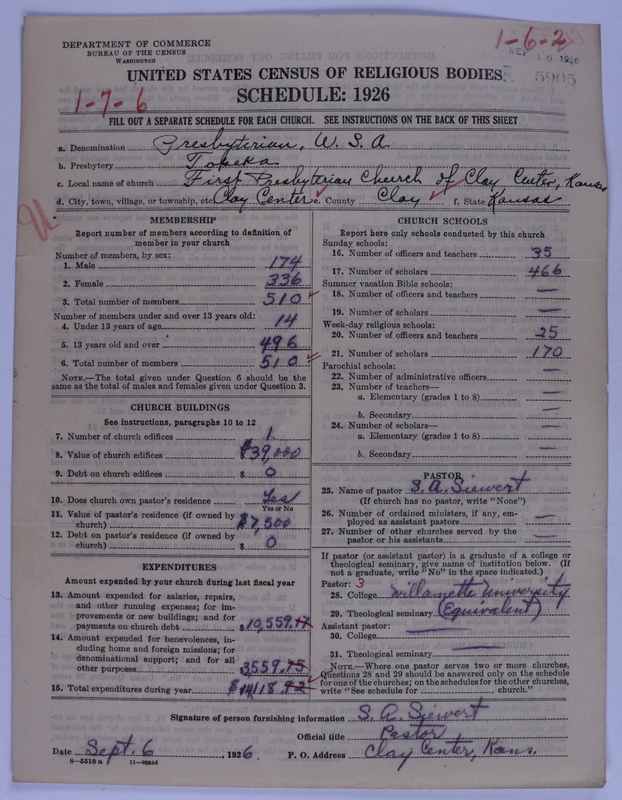 DEPARTMENT OF COMMERCE
BUREAU OF THE CENSUS
WASHINGTON
1-6-2
SEP 10 1926
5905
UNITED STATES CENSUS OF RELIGIOUS BODIES
SCHEDULE: 1926
1-7-6
FILL OUT A SEPARATE SCHEDULE FOR EACH CHURCH. SEE INSTRUCTIONS ON THE BACK OF THIS SHEET
a. Denomination Presbyterian, U.S.A.
b. Presbytery Topeka
c. Local name of church First Presbyterian Church of Clay Center, Kansas
d. City, town, village, or township, etc. Clay Center e. County Clay f. State Kansas
MEMBERSHIP
Report number of members according to definition of
member in your church
Number of members, by sex:
1. Male 174
2. Female 336
3. Total number of members 510
Number of members under and over 13 years old:
4. Under 13 years of age 14
5. 13 years old and over 496
6. Total number of members 510
NOTE.—The total given under Question 6 should be the
same as the total of males and females given under Question 3.
CHURCH BUILDINGS
See instructions, paragraphs 10 to 12
7. Number of church edifices 1
8. Value of church edifices $39,000
9. Debt on church edifices $ 0
10. Does church own pastor's residence Yes
Yes or No
11. Value of pastor's residence (if owned by
church) $7,500
12. Debt on pastor's residence (if owned by
church) $ 0
EXPENDITURES
Amount expended by your church during last fiscal year
13. Amount expended for salaries, repairs,
and other running expenses; for im-
provements or new buildings; and for
payments on church debt 10,559.17
14. Amount expended for benevolences, in-
cluding home and foreign missions; for
denominational support; and for all
other purposes 3559.75
15. Total expenditures during year $14118.92
CHURCH SCHOOLS
Report here only schools conducted by this church
Sunday schools:
16. Number of officers and teachers 35
17. Number of scholars 466
Summer vacation Bible schools:
18. Number of officers and teachers —
19. Number of scholars —
Week-day religious schools:
20. Number of officers and teachers 25
21. Number of scholars 170
Parochial schools:
22. Number of administrative officers —
23. Number of teachers—
a. Elementary (grades 1 to 8) —
b. Secondary —
24. Number of scholars—
a. Elementary (grades 1 to 8) —
b. Secondary —
PASTOR
25. Name of pastor S. A. Siewert
(If church has no pastor, write "None")
26. Number of ordained ministers, if any, em-
ployed as assistant pastors —
27. Number of other churches served by the
pastor or his assistants —
If pastor (or assistant pastor) is a graduate of a college or
theological seminary, give name of institution below. (If
not a graduate, write "No" in the space indicated.)
Pastor: 3
28. College Willamette University
29. Theological seminary (Equivalent)
Assistant pastor:
30. College —
31. Theological seminary —
NOTE.—Where one pastor serves two or more churches,
Questions 28 and 29 should be answered only on the schedule
for one of the churches; on the schedules for the other churches,
write "See schedule for church."
Signature of person furnishing information S. A. Siewert
Official title Pastor
Date Sept. 6, 1926 P. O. Address Clay Center, Kans.
8—5518 a 11—9056d